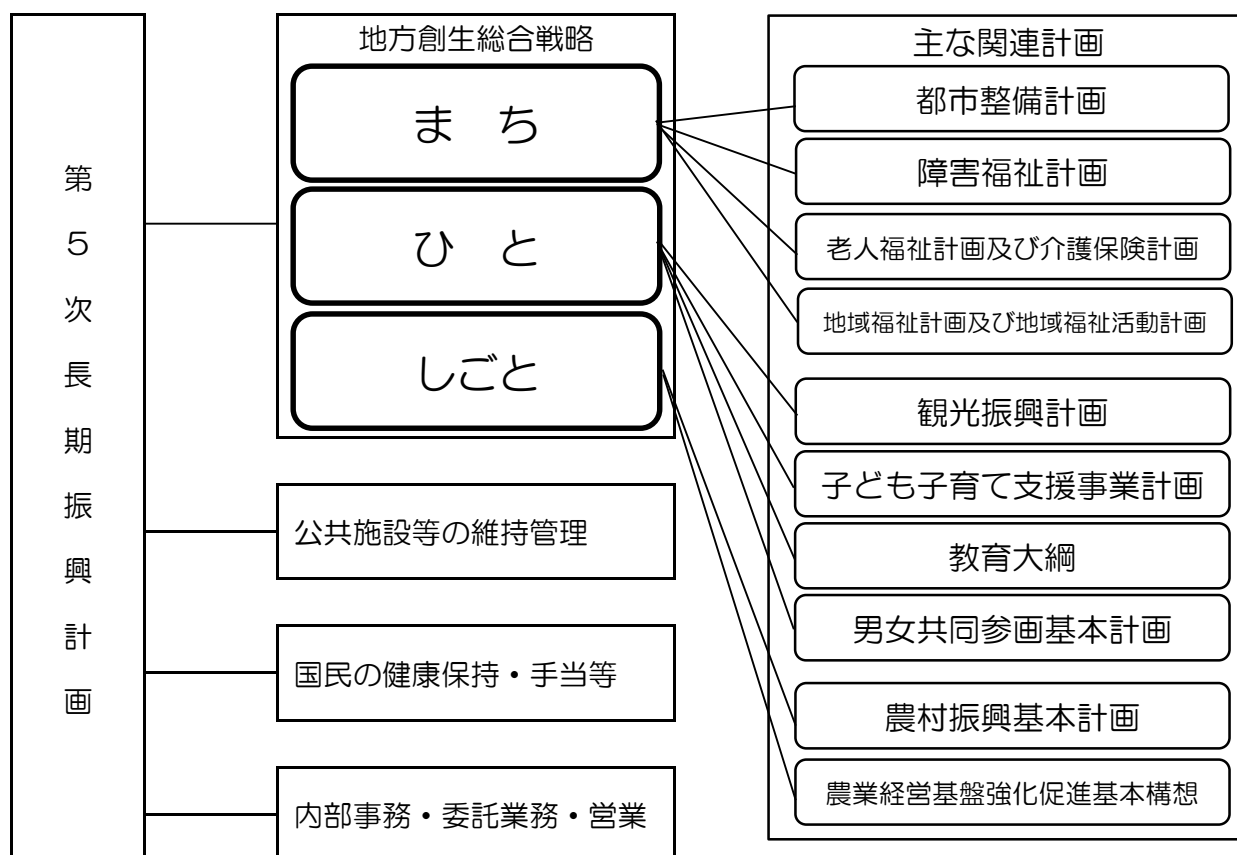 第５次長期振興計画
地方創生総合戦略
ま　ち
ひ　と
しごと
公共施設等の維持管理
国民の健康保持・手当等
内部事務・委託業務・営業
主な関連計画
都市整備計画
障害福祉計画
老人福祉計画及び介護保険計画
地域福祉計画及び地域福祉活動計画
観光振興計画
子ども子育て支援事業計画
教育大綱
男女共同参画基本計画
農村振興基本計画
農業経営基盤強化促進基本構想